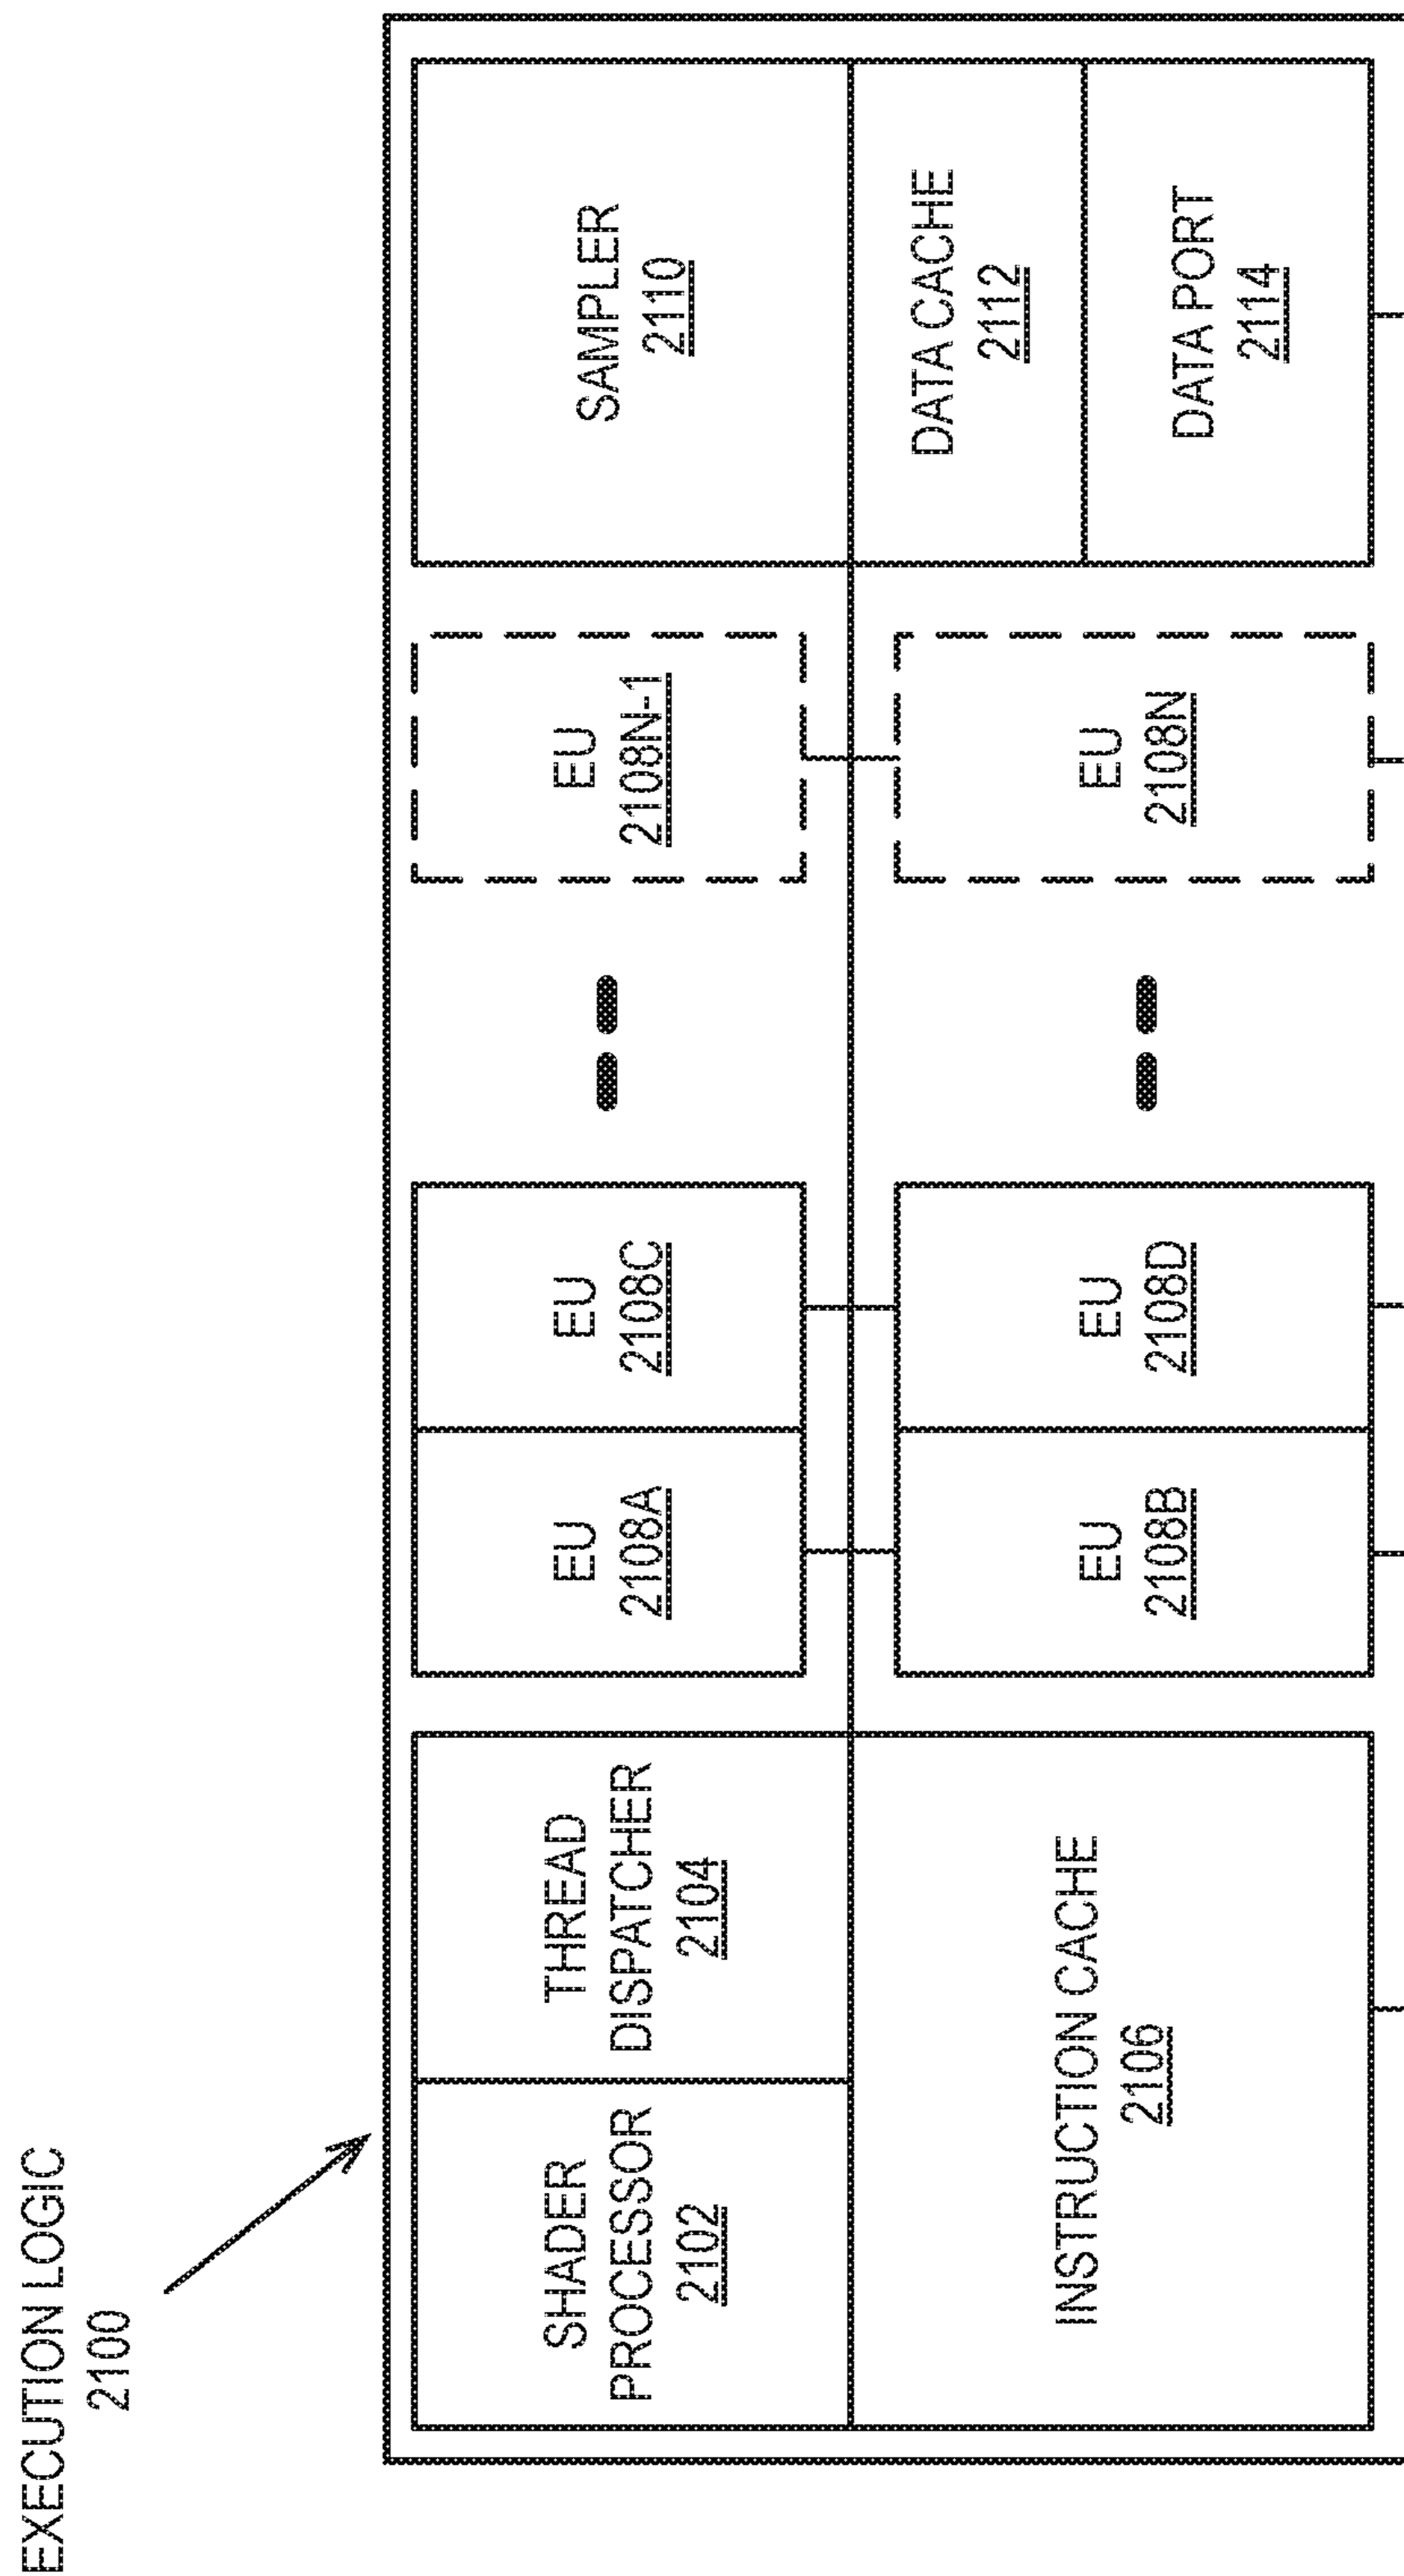 EXECUTION LOGIC
2100
SHADER
PROCESSOR
2102
THREAD
DISPATCHER
2104
EU
2108A
EU
2108C
EU
2108N-1
SAMPLER
2110
INSTRUCTION CACHE
2106
EU
2108B
EU
2108D
EU
2108N
DATA CACHE
2112
DATA PORT
2114